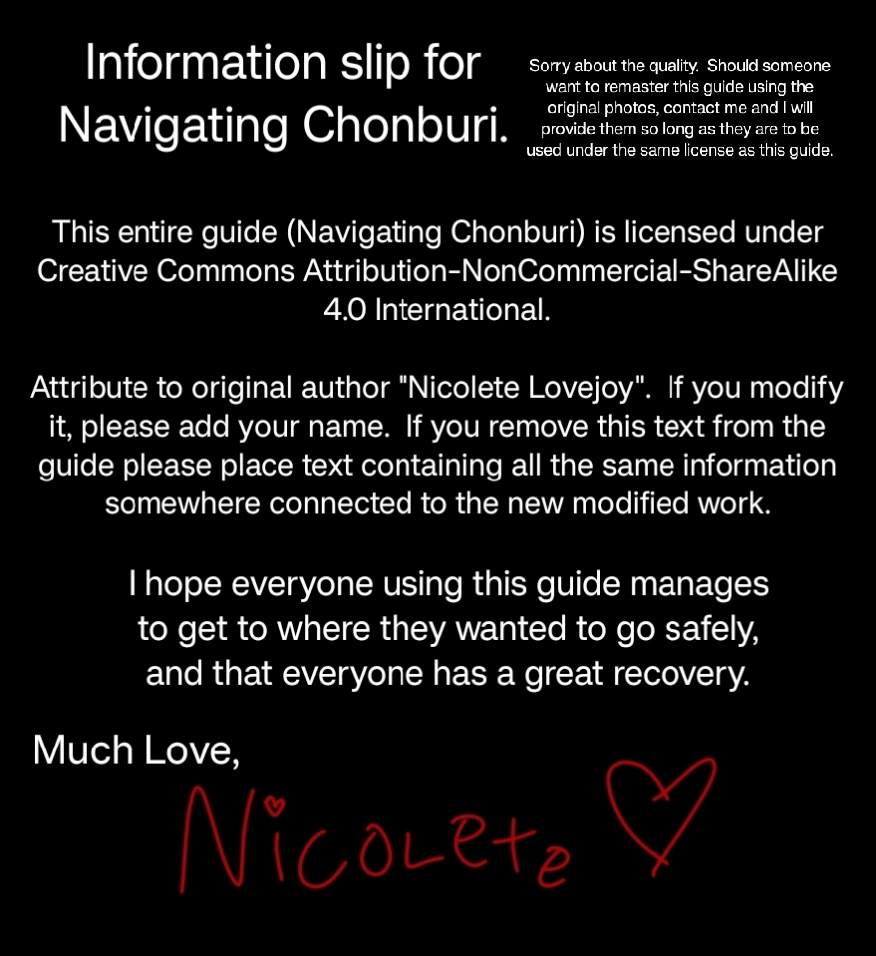 Information slip for
Navigating Chonburi.
Sorry about the quality.  Should someone
want to remaster this guide using the
original photos, contact me and I will
provide them so long as they are to be
used under the same license as this guide.
This entire guide (Navigating Chonburi) is licensed under
Creative Commons Attribution-NonCommercial-ShareAlike
4.0 International.
Attribute to original author "Nicolete Lovejoy".  If you modify
it, please add your name.  If you remove this text from the
guide please place text containing all the same information
somewhere connected to the new modified work.
I hope everyone using this guide manages
to get to where they wanted to go safely,
and that everyone has a great recovery.
Much Love,
Nicolete